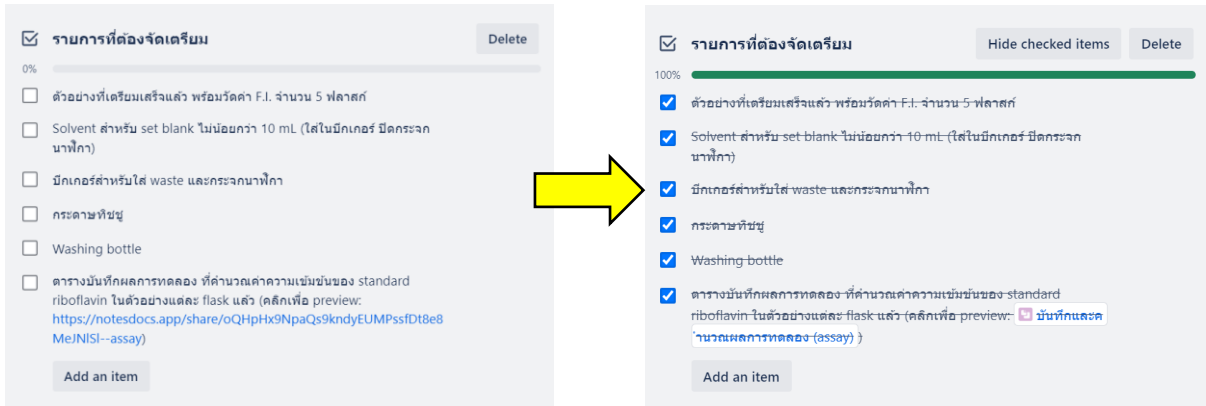 รายการที่ต้องจัดเตรียม
Delete
0%
ตัวอย่างที่เตรียมเสร็จแล้ว พร้อมวัดค่า F.I. จำนวน 5 ฟลาสก์
Solvent สำหรับ set blank ไม่น้อยกว่า 10 mL (ใส่ในบีกเกอร์ ปิดกระจก
นาฬิกา)
บีกเกอร์สำหรับใส่ waste และกระจกนาฬิกา
กระดาษทิชชู
Washing bottle
ตารางบันทึกผลการทดลอง ที่คำนวณค่าความเข้มข้นของ standard
riboflavin ในตัวอย่างแต่ละ flask แล้ว (คลิกเพื่อ preview:
https://notesdocs.app/share/oQHpHx9NpaQs9kndyEUMPssfDt8e8
MeJNlSl--assay)
Add an item
รายการที่ต้องจัดเตรียม
Hide checked items
Delete
100%
ตัวอย่างที่เตรียมเสร็จแล้ว พร้อมวัดค่า F.I. จำนวน 5 ฟลาสก์
Solvent สำหรับ set blank ไม่น้อยกว่า 10 mL (ใส่ในบีกเกอร์ ปิดกระจก
นาฬิกา)
บีกเกอร์สำหรับใส่ waste และกระจกนาฬิกา
กระดาษทิชชู
Washing bottle
ตารางบันทึกผลการทดลอง ที่คำนวณค่าความเข้มข้นของ standard
riboflavin ในตัวอย่างแต่ละ flask แล้ว (คลิกเพื่อ preview: บันทึกและค
ำนวณผลการทดลอง (assay) )
Add an item